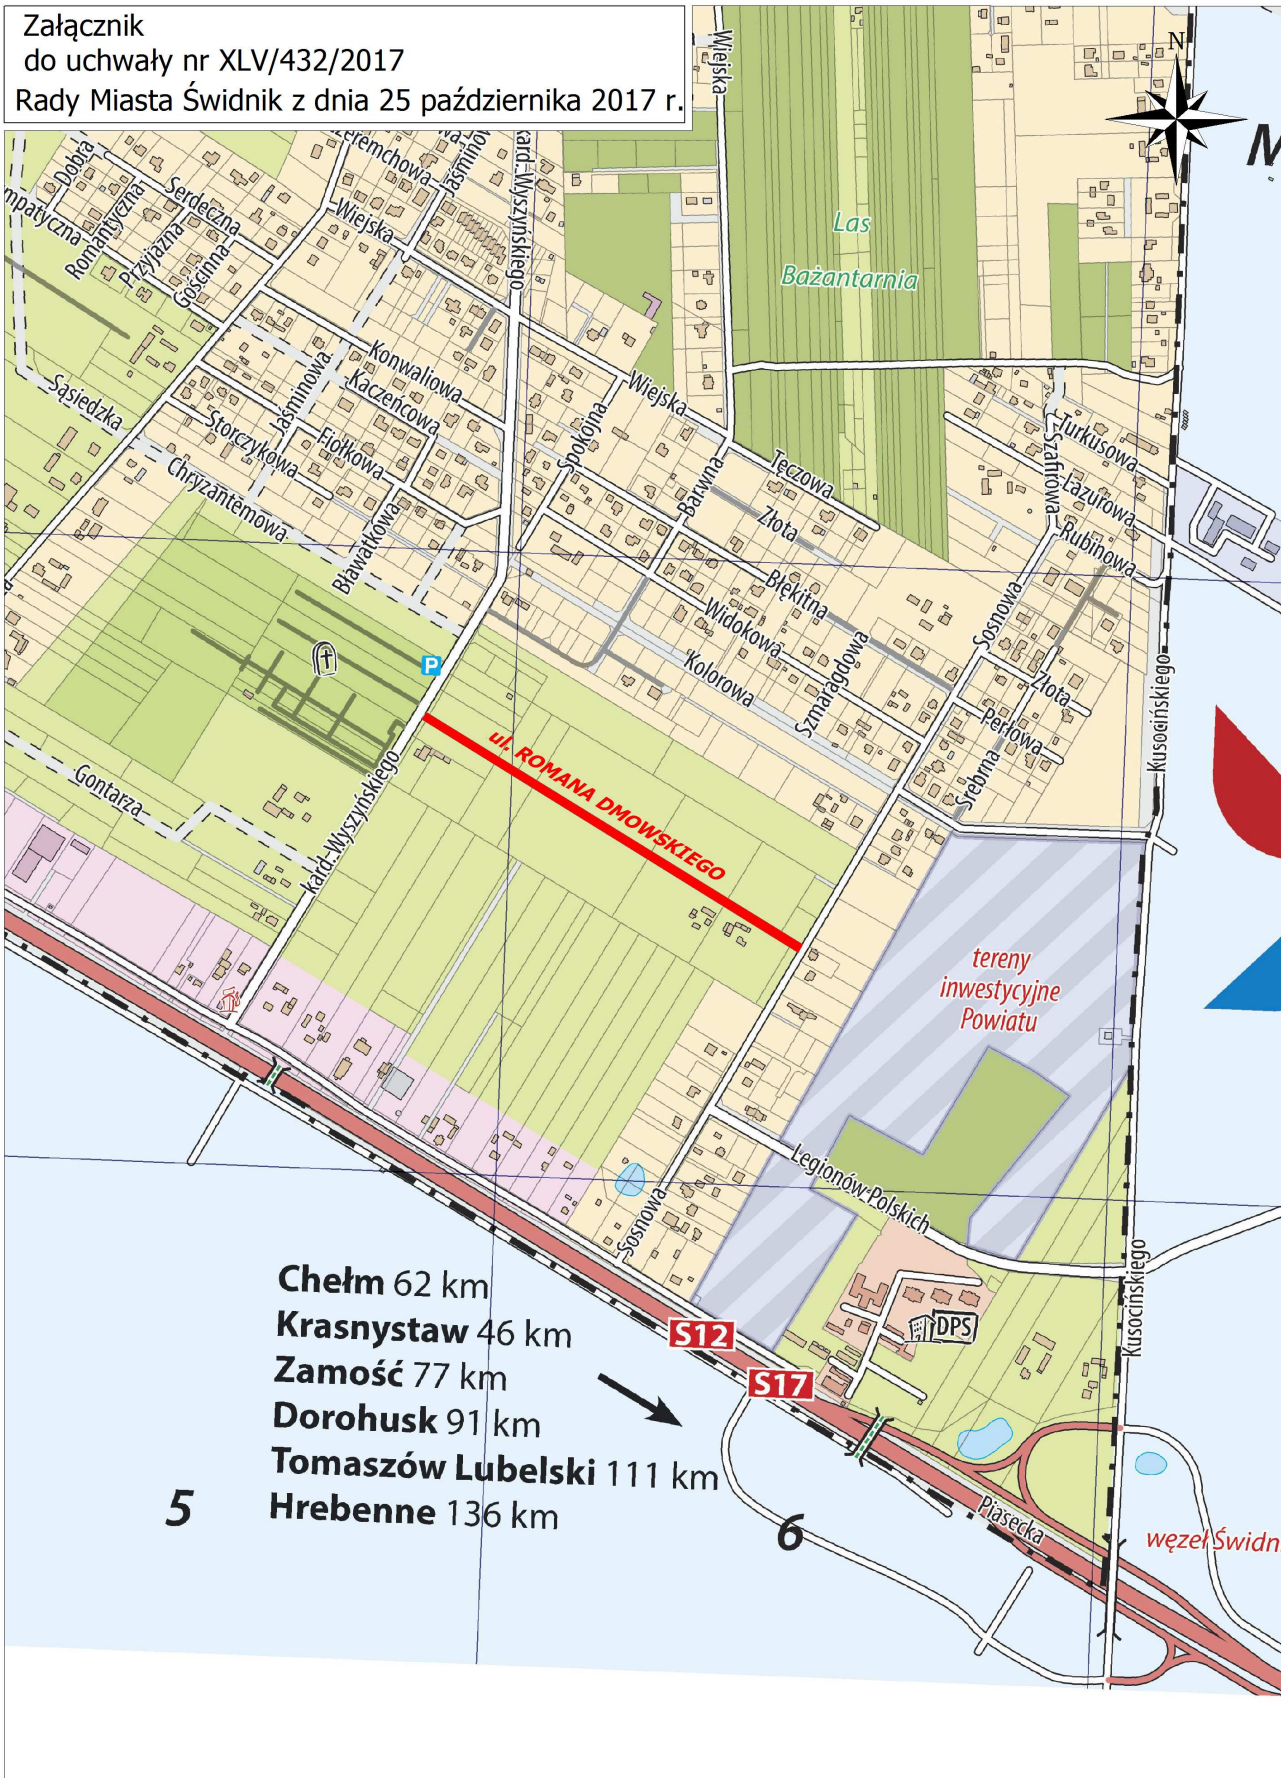 Załącznik
do uchwały nr XLV/432/2017
Rady Miasta Świdnik z dnia 25 października 2017 r.
N
M
Wiejska
Dobra
Romantyczna
Serdeczna
Przyjazna
Gościnna
Wiejska
kard. Wyszyńskiego
Las
Bażantarnia
Sąsiedzka
Jaśminowa
Konwaliowa
Kaczeńcowa
Storczykowa
Fiołkowa
Chryzantemowa
Bławatkowa
Spokojna
Wiejska
Barwna
Tęczowa
Złota
Błękitna
Widokowa
Kolorowa
Szmaragdowa
Turkusowa
Szafirowa
Lazurowa
Rubinowa
Sosnowa
Złota
Perłowa
Srebrna
Kusocińskiego
P
ul. ROMANA DMOWSKIEGO
Gontarza
kard. Wyszyńskiego
tereny
inwestycyjne
Powiatu
Legionów Polskich
Sosnowa
Kusocińskiego
DPS
S12
S17
Chełm 62 km
Krasnystaw 46 km
Zamość 77 km
Dorohusk 91 km
Tomaszów Lubelski 111 km
Hrebenne 136 km
5
6
Piasecka
węzeł Świdn